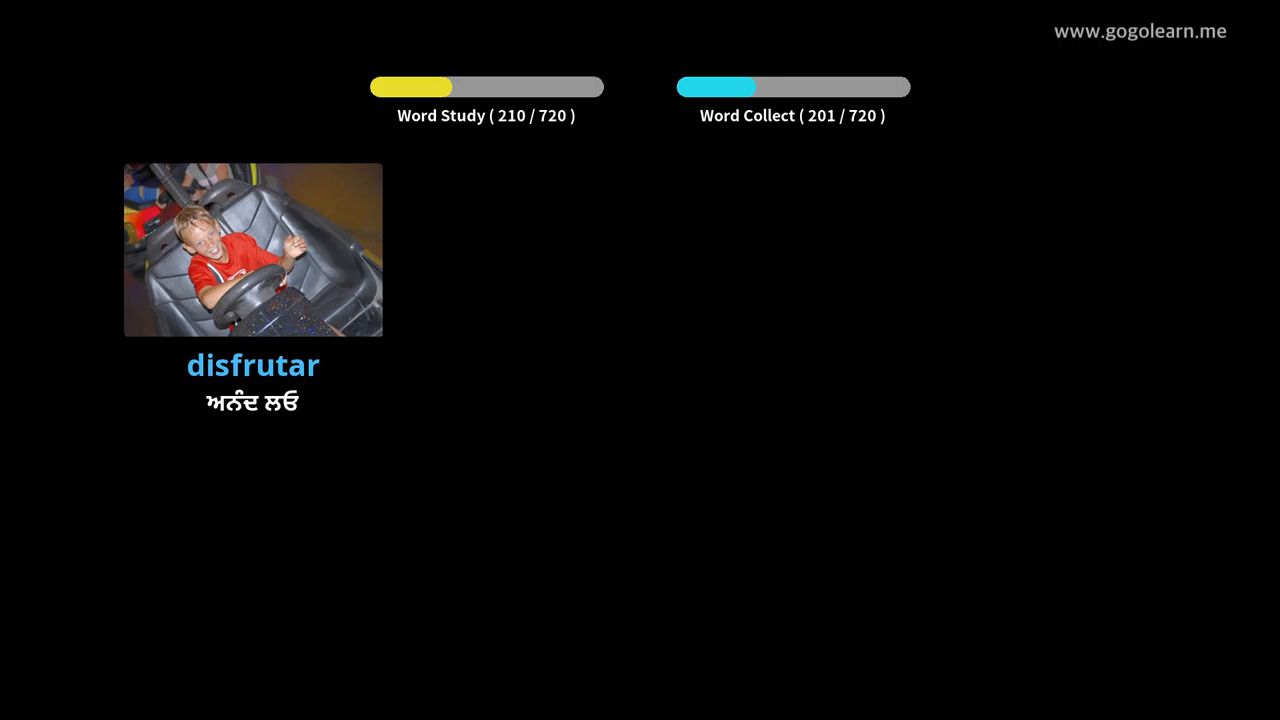 www.gogolearn.me
Word Study ( 210 / 720 )
Word Collect ( 201 / 720 )
disfrutar
ਅਨੰਦ ਲਓ